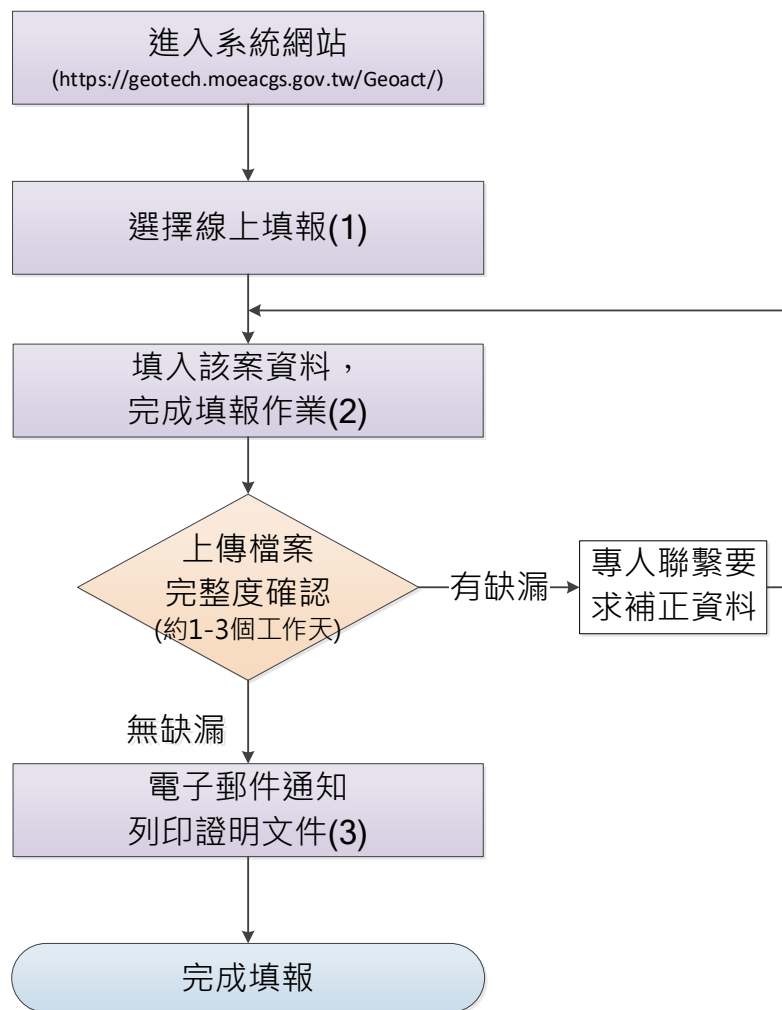 進入系統網站
(https://geotech.moeacgs.gov.tw/Geoact/)
選擇線上填報(1)
填入該案資料，
完成填報作業(2)
上傳檔案
完整度確認
(約1-3個工作天)
有缺漏
專人聯繫要
求補正資料
無缺漏
電子郵件通知
列印證明文件(3)
完成填報